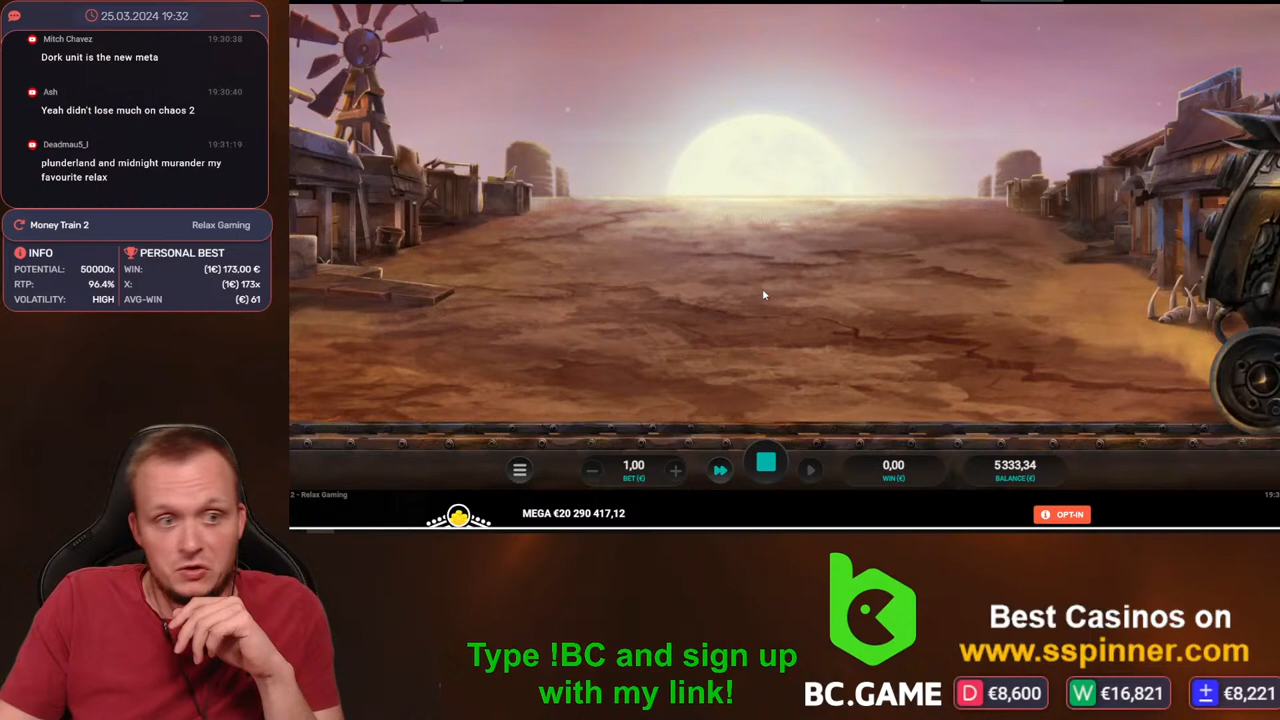 25.03.2024 19:32
Mitch Chavez 19:30:38
Dork unit is the new meta
Ash 19:30:40
Yeah didn't lose much on chaos 2
Deadmau5_l 19:31:19
plunderland and midnight murander my
favourite relax
Money Train 2 Relax Gaming
INFO PERSONAL BEST
POTENTIAL: 50000x WIN: (1€) 173,00 €
RTP: 96.4% X: (1€) 173x
VOLATILITY: HIGH AVG-WIN (€) 61
1,00
BET (€)
0,00
WIN (€)
5 333,34
BALANCE (€)
2 - Relax Gaming 19:3
MEGA €20 290 417,12
OPT-IN
Type !BC and sign up
with my link!
BC.GAME
Best Casinos on
www.sspinner.com
D €8,600 W €16,821 ± €8,221